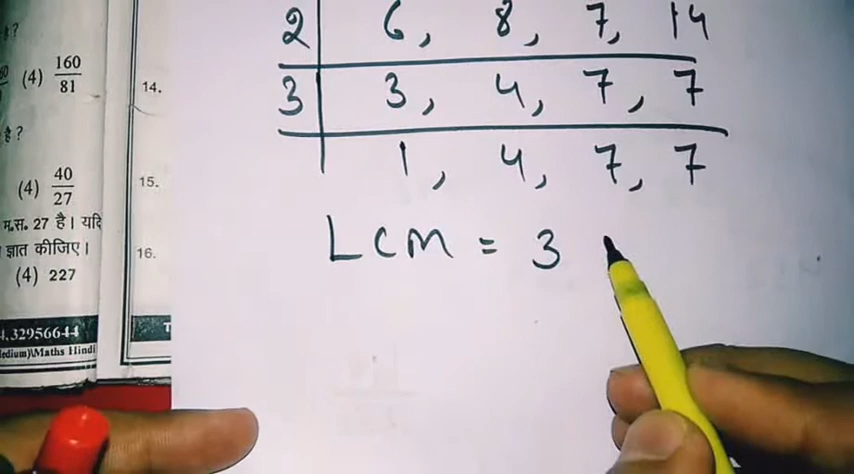 है?
(4) 160/81
14.
है?
(4) 40/27
15.
म.स. 27 है। यदि
ज्ञात कीजिए।
16.
(4) 227
4.32956644
edium)\Maths Hindi
T
2 6, 8, 7, 14
3 3, 4, 7, 7
1, 4, 7, 7
LCM = 3